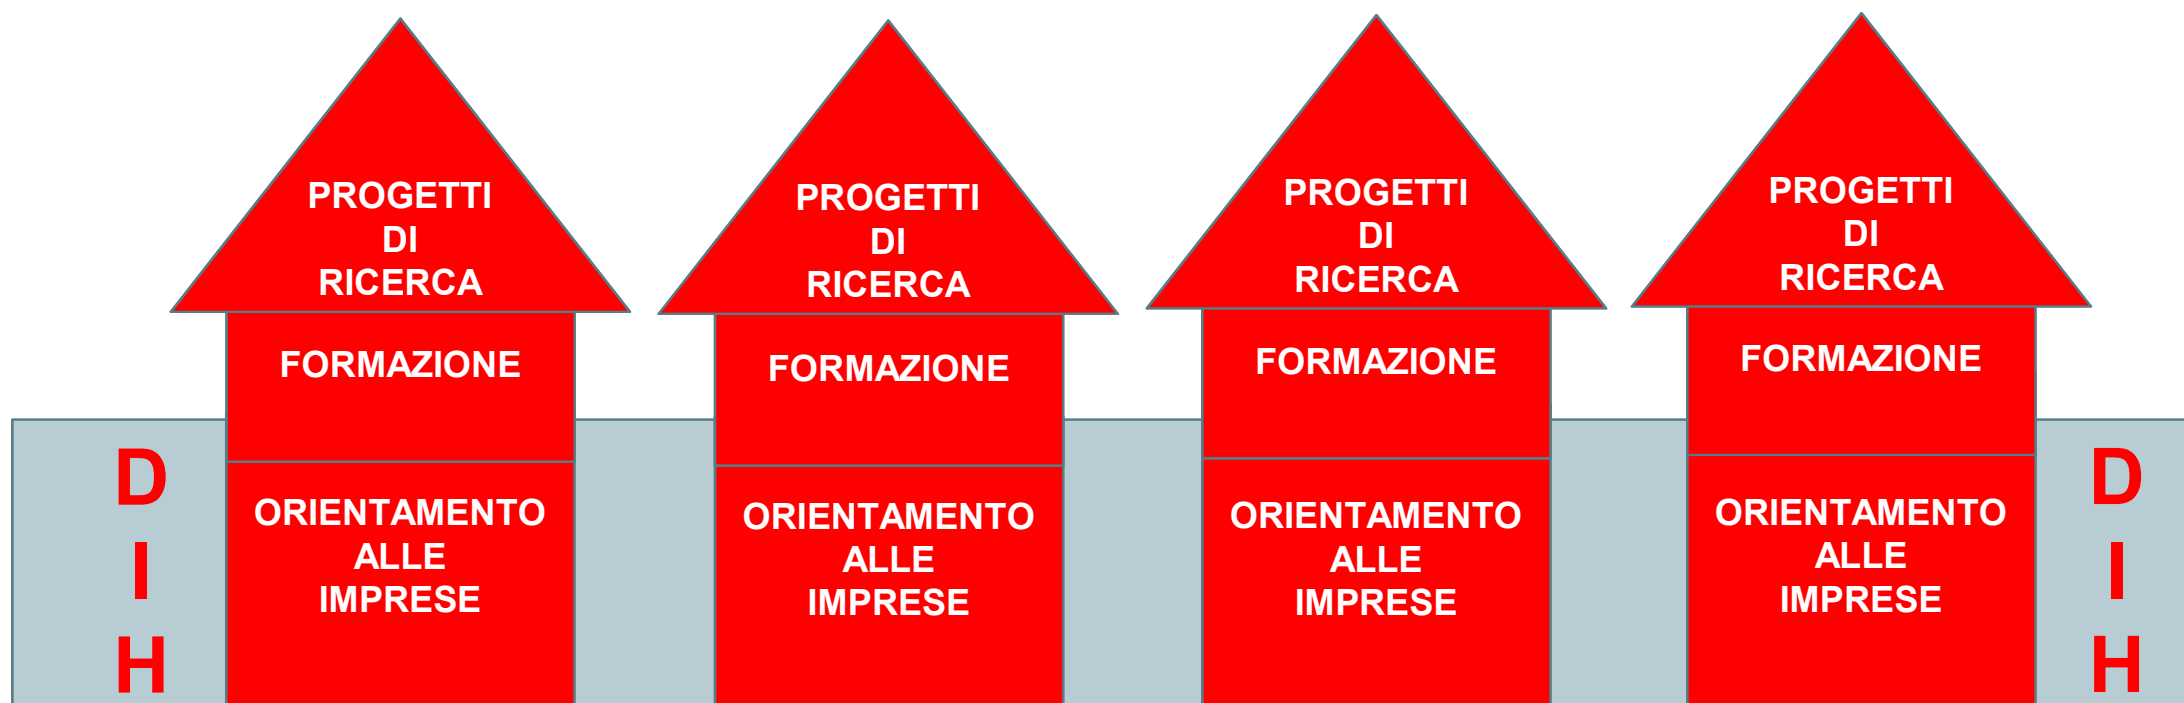 PROGETTI
DI
RICERCA
FORMAZIONE
ORIENTAMENTO
ALLE
IMPRESE
PROGETTI
DI
RICERCA
FORMAZIONE
ORIENTAMENTO
ALLE
IMPRESE
PROGETTI
DI
RICERCA
FORMAZIONE
ORIENTAMENTO
ALLE
IMPRESE
PROGETTI
DI
RICERCA
FORMAZIONE
ORIENTAMENTO
ALLE
IMPRESE
D
I
H
D
I
H